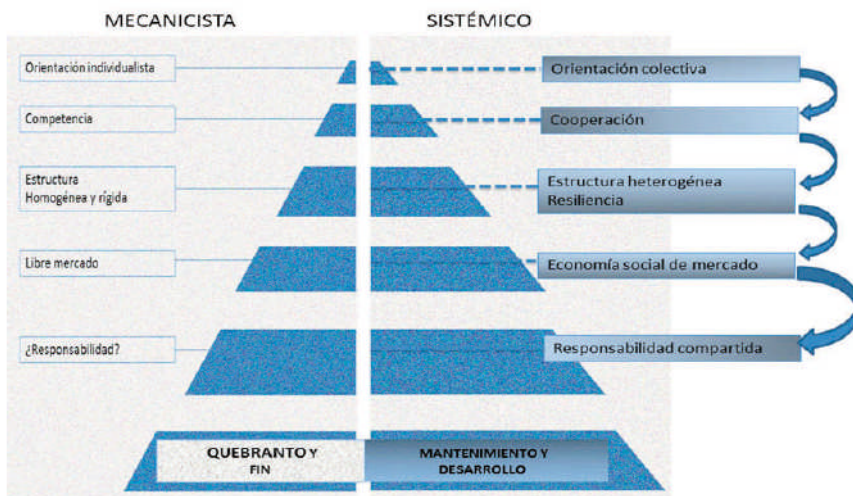 MECANICISTA
SISTÉMICO
Orientación individualista
Orientación colectiva
Competencia
Cooperación
Estructura
Homogénea y rígida
Estructura heterogénea
Resiliencia
Libre mercado
Economía social de mercado
¿Responsabilidad?
Responsabilidad compartida
QUEBRANTO Y
FIN
MANTENIMIENTO Y
DESARROLLO